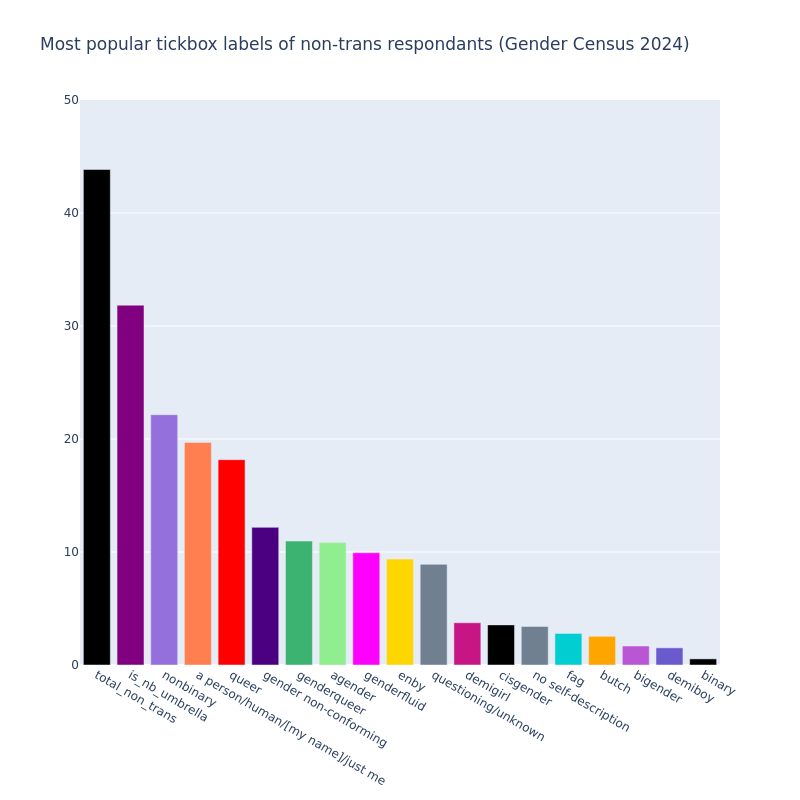 Most popular tickbox labels of non-trans respondants (Gender Census 2024)
50
40
30
20
10
0
total_non_trans
is_nb_umbrella
nonbinary
a person/human/[my name]/just me
queer
gender non-conforming
genderqueer
agender
genderfluid
enby
questioning/unknown
demigirl
cisgender
no self-description
fag
butch
bigender
demiboy
binary